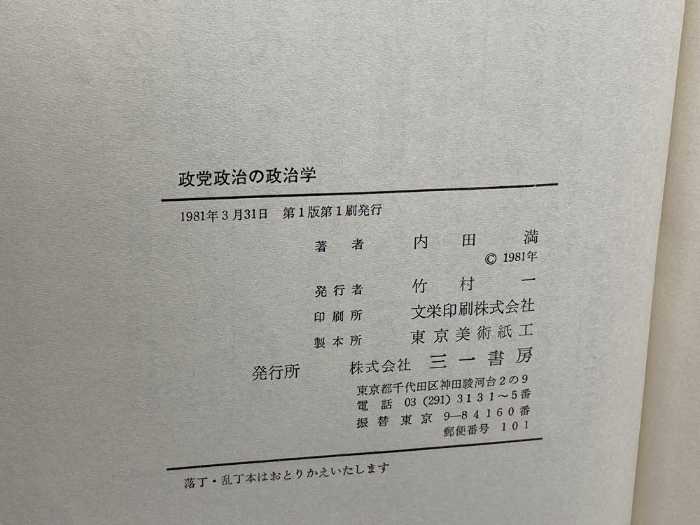 政党政治の政治学
1981年3月31日 第1版第1刷発行
著者 内田満
© 1981年
発行者 竹村一
印刷所 文栄印刷株式会社
製本所 東京美術紙工
発行所 株式会社 三一書房
東京都千代田区神田駿河台2の9
電話 03 (291) 3131～5番
振替東京 9―84160番
郵便番号 101
落丁・乱丁本はおとりかえいたします